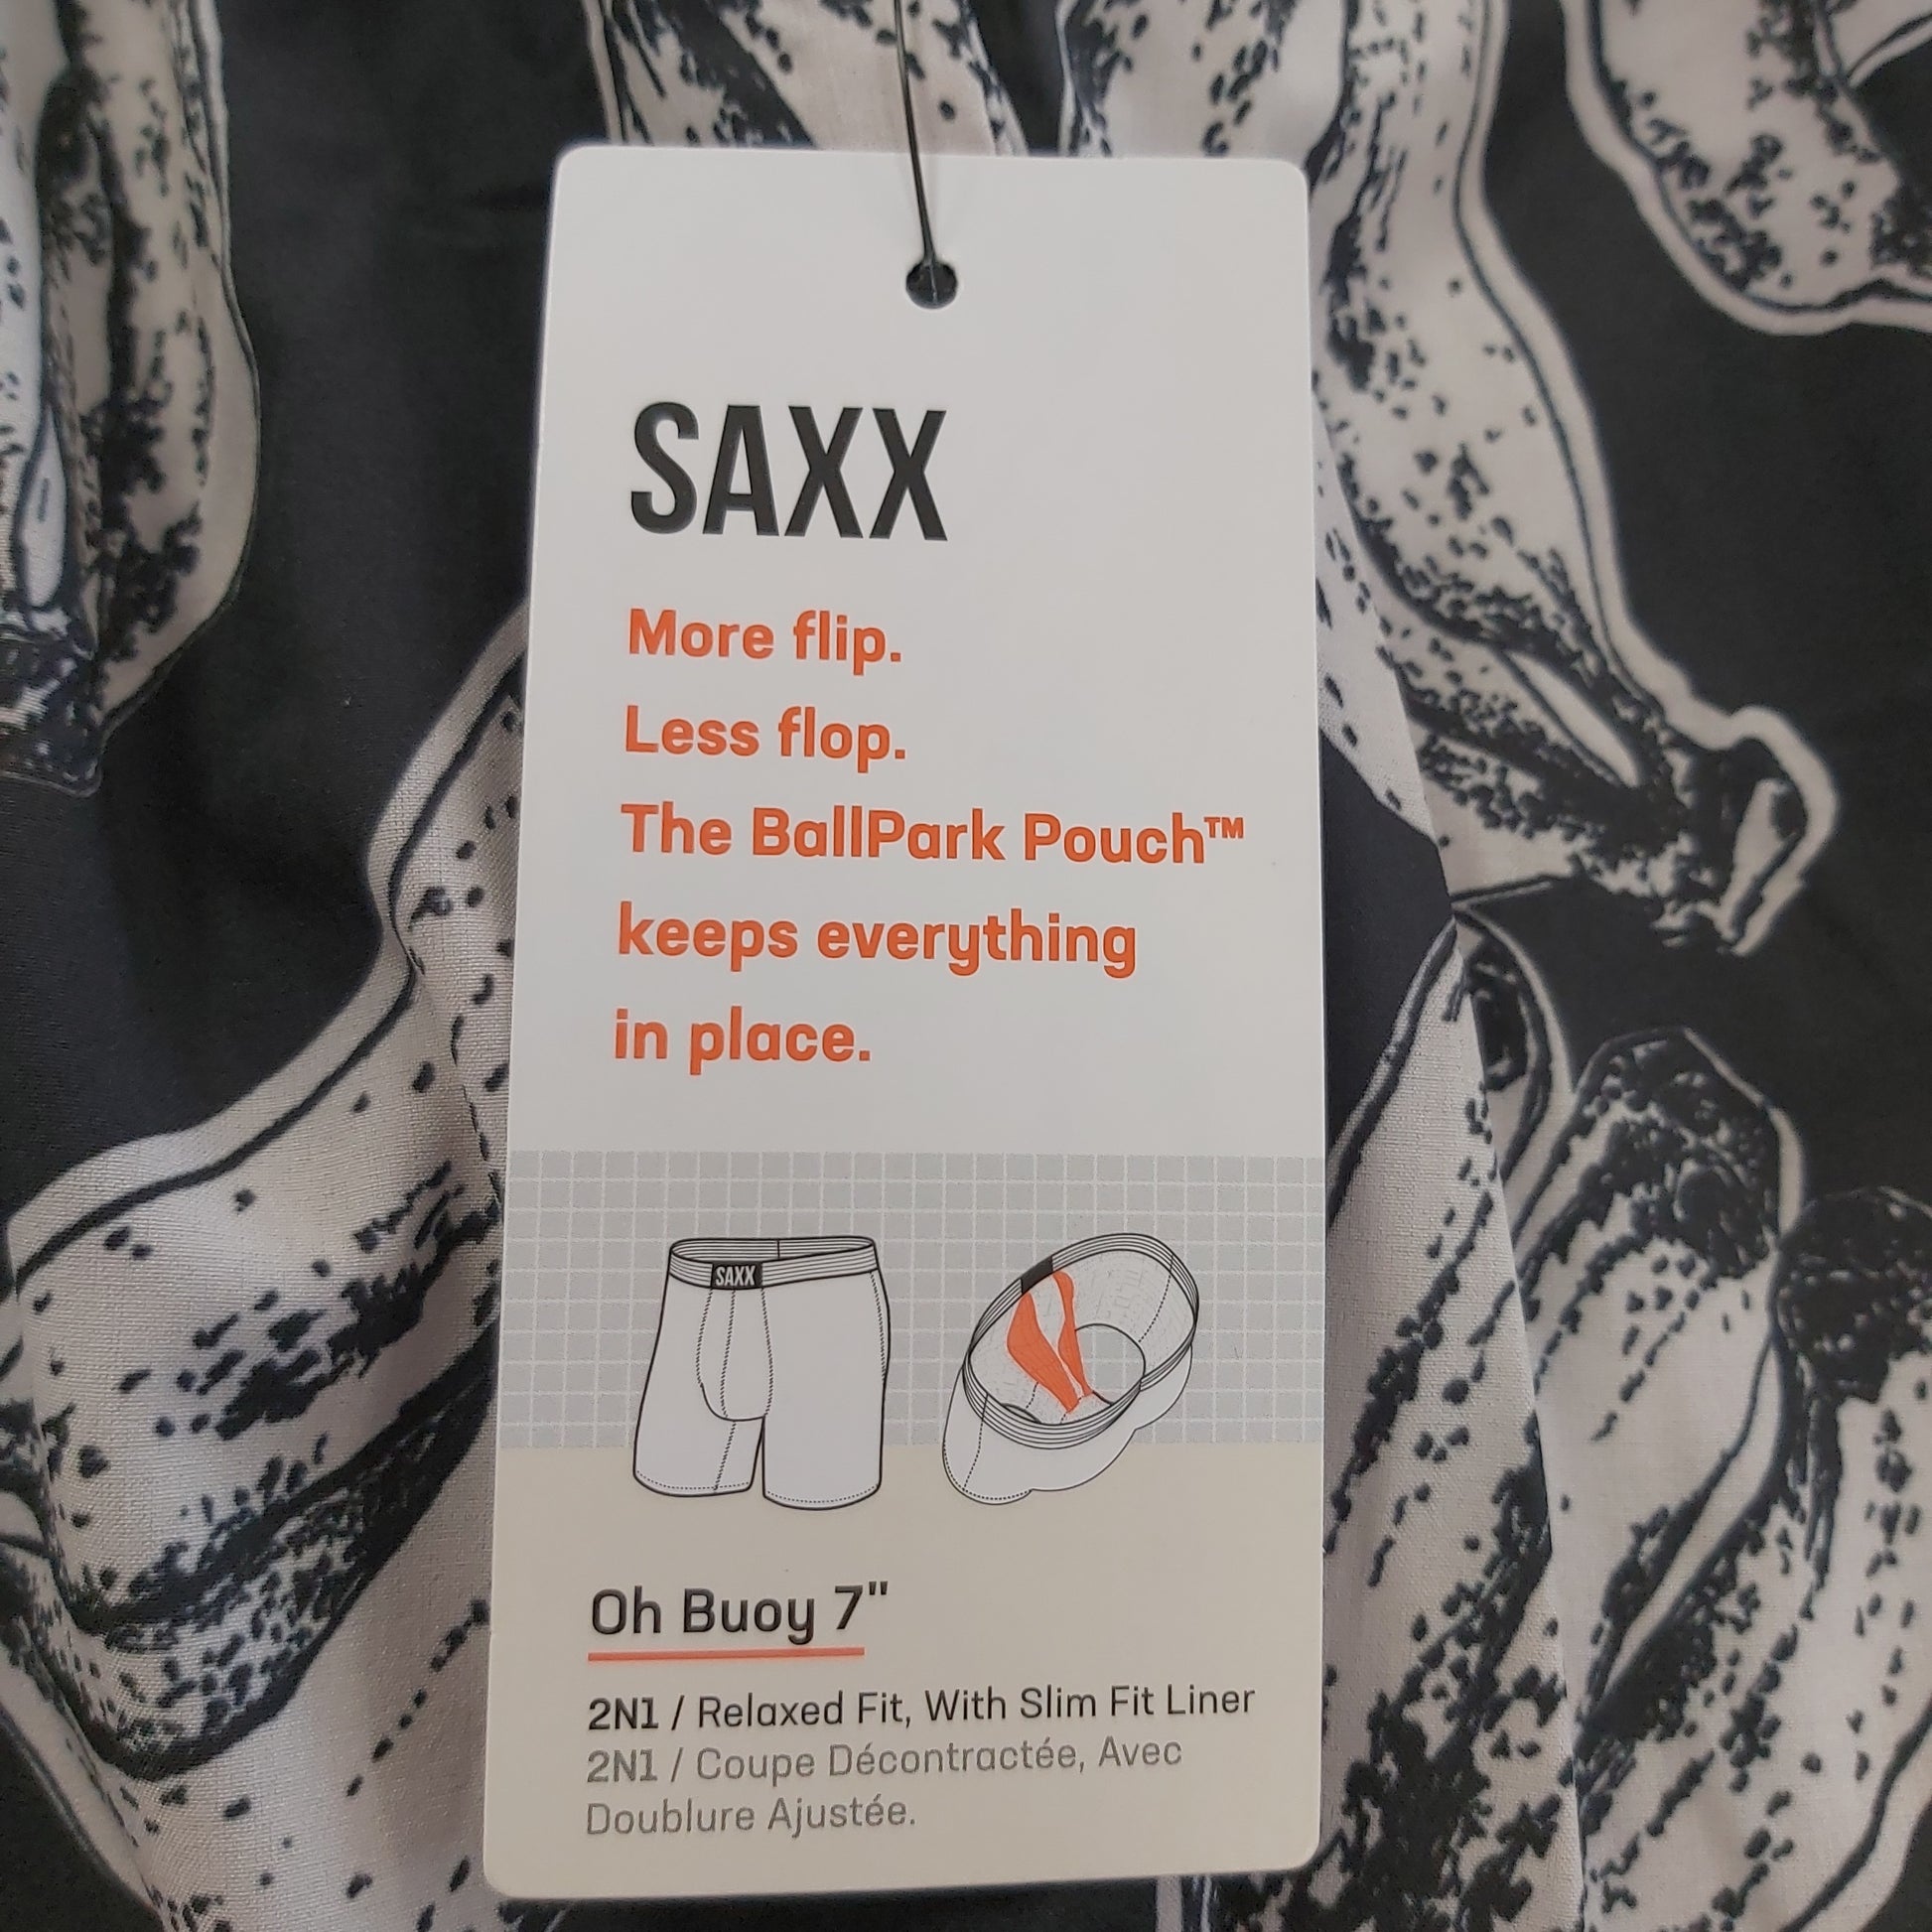 SAXX
More flip.
Less flop.
The BallPark Pouch™
keeps everything
in place.
SAXX
Oh Buoy 7"
2N1 / Relaxed Fit, With Slim Fit Liner
2N1 / Coupe Décontractée, Avec
Doublure Ajustée.